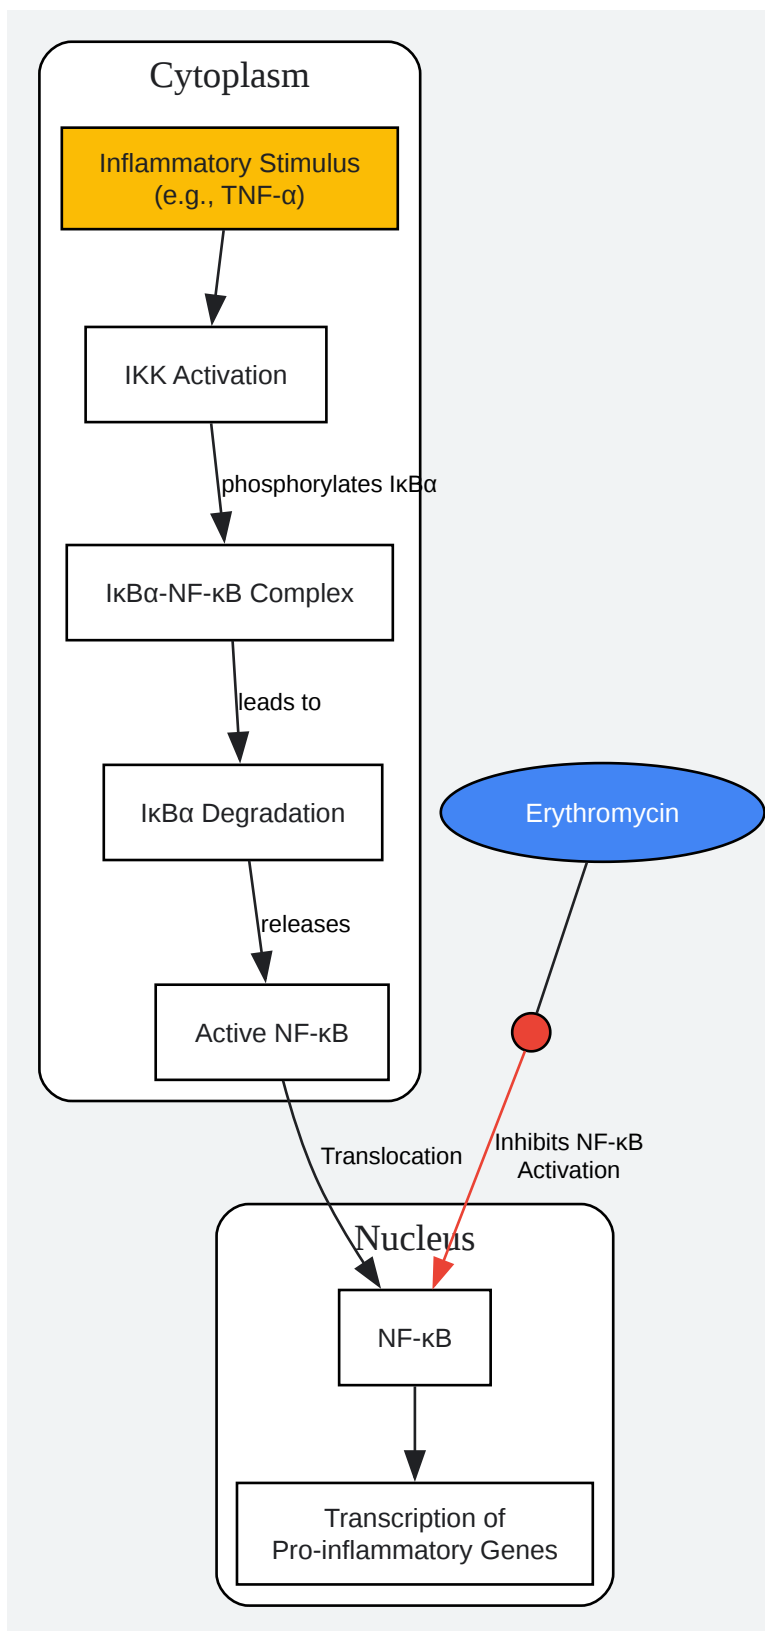 Cytoplasm
Inflammatory Stimulus
(e.g., TNF-α)
IKK Activation
phosphorylates IκBα
IκBα-NF-κB Complex
leads to
IκBα Degradation
Erythromycin
releases
Active NF-κB
Translocation
Inhibits NF-κB
Activation
Nucleus
NF-κB
Transcription of
Pro-inflammatory Genes